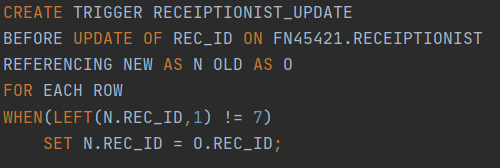 CREATE TRIGGER RECEIPTIONIST_UPDATE
BEFORE UPDATE OF REC_ID ON FN45421.RECEIPTIONIST
REFERENCING NEW AS N OLD AS O
FOR EACH ROW
WHEN(LEFT(N.REC_ID,1) != 7)
    SET N.REC_ID = O.REC_ID;